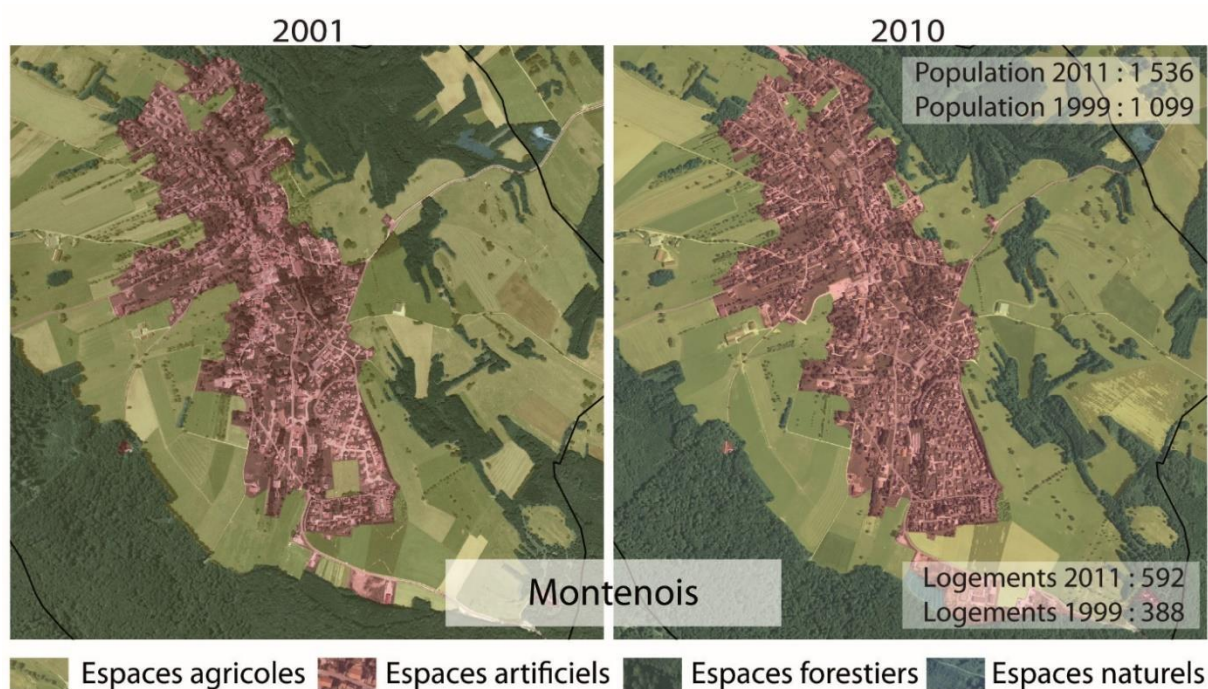 2001
2010
Population 2011 : 1 536
Population 1999 : 1 099
Montenois
Logements 2011 : 592
Logements 1999 : 388
Espaces agricoles
Espaces artificiels
Espaces forestiers
Espaces naturels